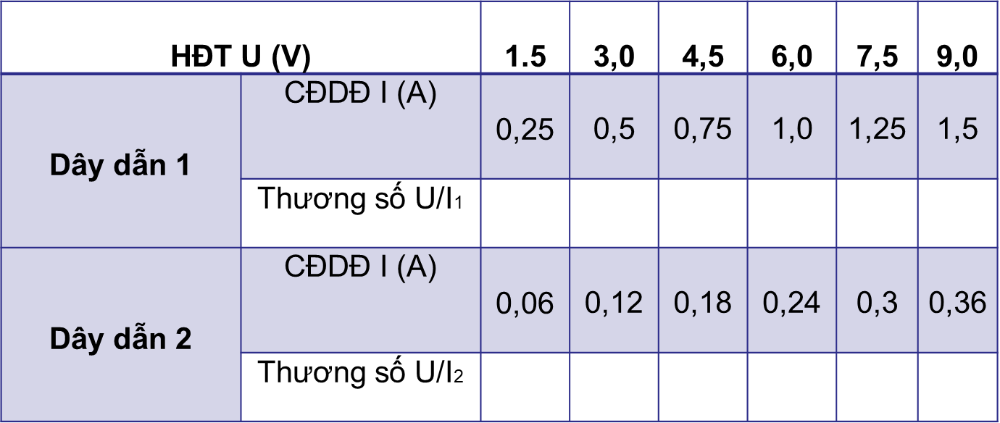 HĐT U (V) 1.5 3,0 4,5 6,0 7,5 9,0
Dây dẫn 1 CĐDĐ I (A) 0,25 0,5 0,75 1,0 1,25 1,5
Thương số U/I1
Dây dẫn 2 CĐDĐ I (A) 0,06 0,12 0,18 0,24 0,3 0,36
Thương số U/I2